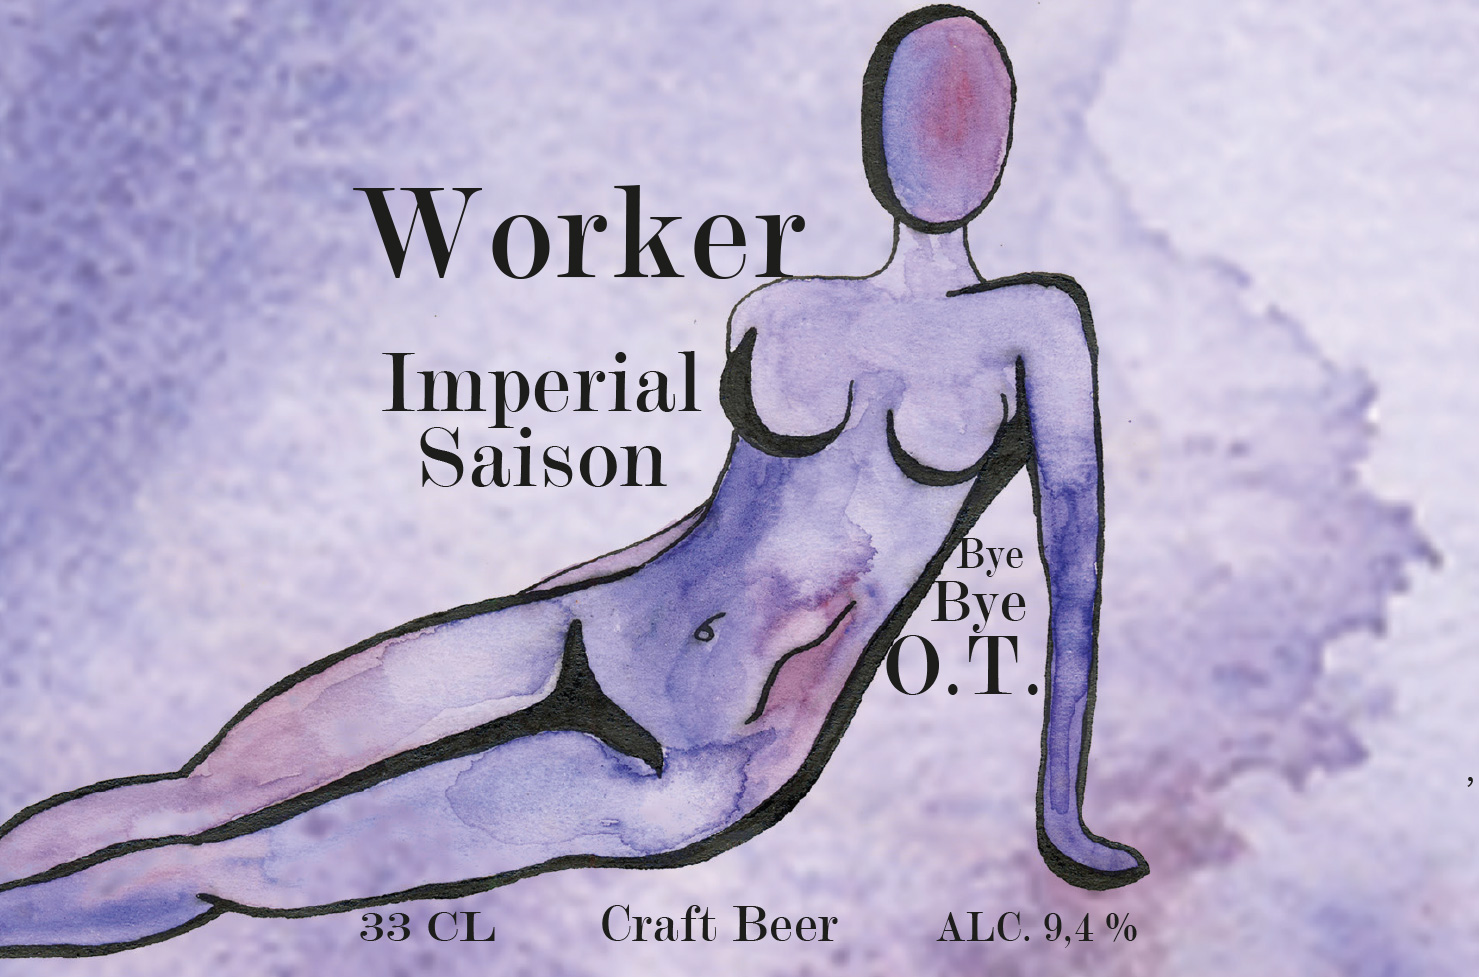 Worker
Imperial
Saison
Bye
Bye
O.T.
33 CL Craft Beer ALC. 9,4 %
,